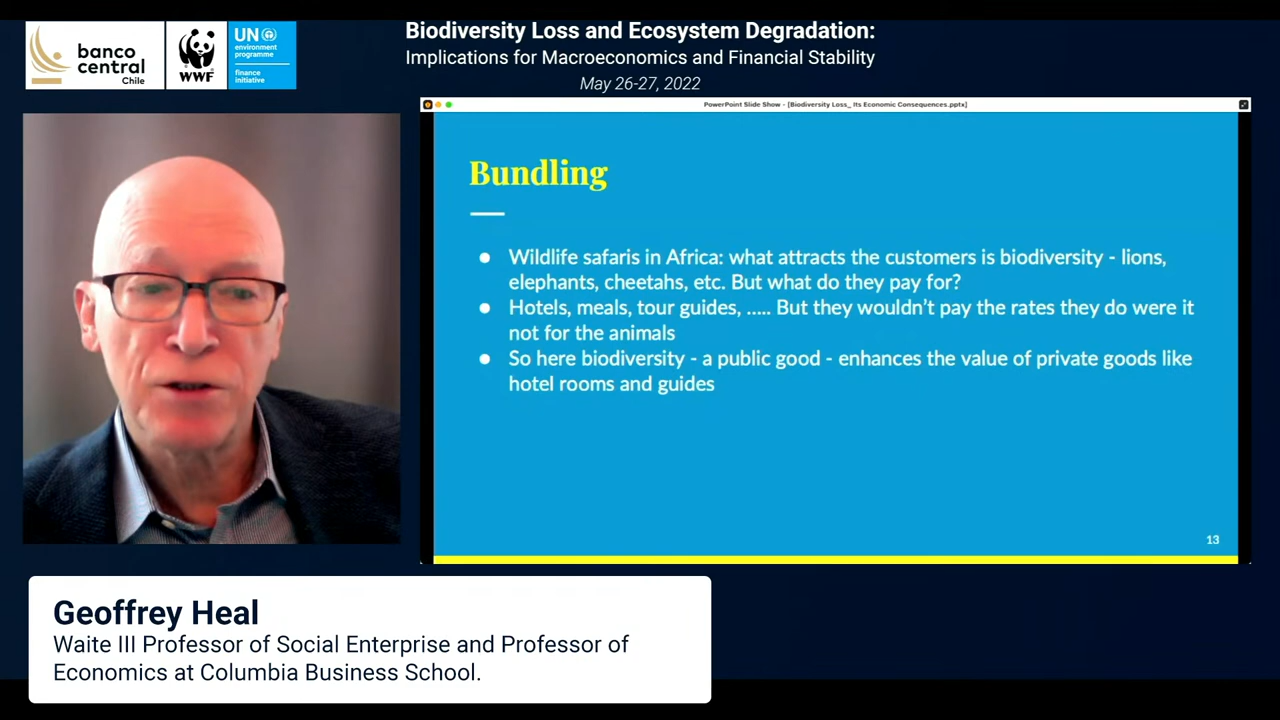 banco
central
Chile
WWF
UN
environment
programme
finance
initiative
Biodiversity Loss and Ecosystem Degradation:
Implications for Macroeconomics and Financial Stability
May 26-27, 2022
PowerPoint Slide Show - [Biodiversity Loss_ Its Economic Consequences.pptx]
Bundling
● Wildlife safaris in Africa: what attracts the customers is biodiversity - lions,
elephants, cheetahs, etc. But what do they pay for?
● Hotels, meals, tour guides, ..... But they wouldn't pay the rates they do were it
not for the animals
● So here biodiversity - a public good - enhances the value of private goods like
hotel rooms and guides
13
Geoffrey Heal
Waite III Professor of Social Enterprise and Professor of
Economics at Columbia Business School.